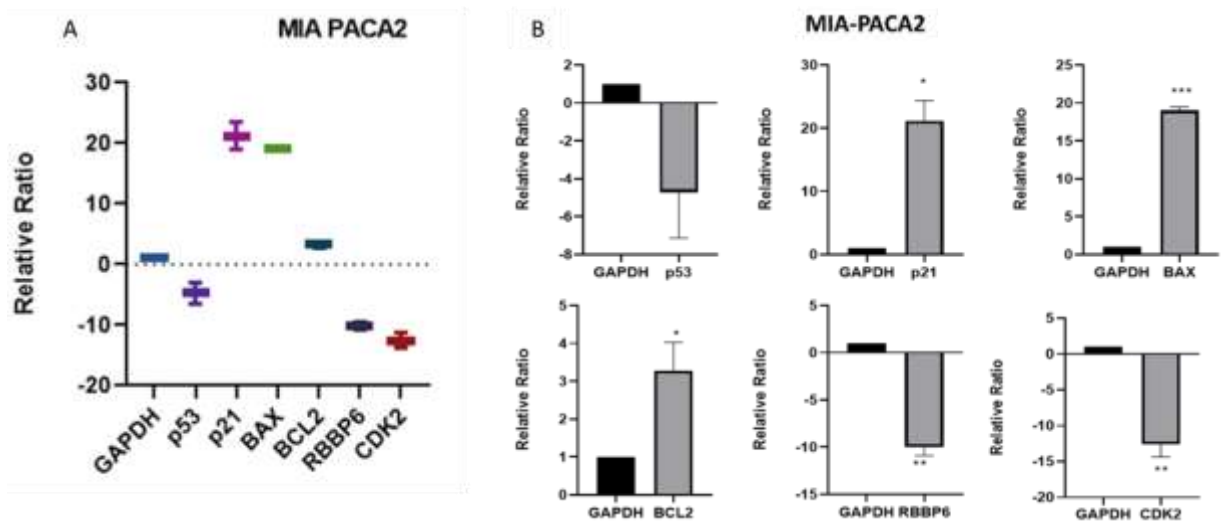 A
MIA PACA2
Relative Ratio
30
20
10
0
-10
-20
GAPDH
p53
p21
BAX
BCL2
RBBP6
CDK2
B
MIA-PACA2
Relative Ratio
2
0
-2
-4
-6
-8
GAPDH p53
Relative Ratio
30
20
10
0
*
GAPDH p21
Relative Ratio
25
20
15
10
5
0
***
GAPDH BAX
Relative Ratio
5
4
3
2
1
0
*
GAPDH BCL2
Relative Ratio
5
0
-5
-10
-15
**
GAPDH RBBP6
Relative Ratio
5
0
-5
-10
-15
-20
**
GAPDH CDK2